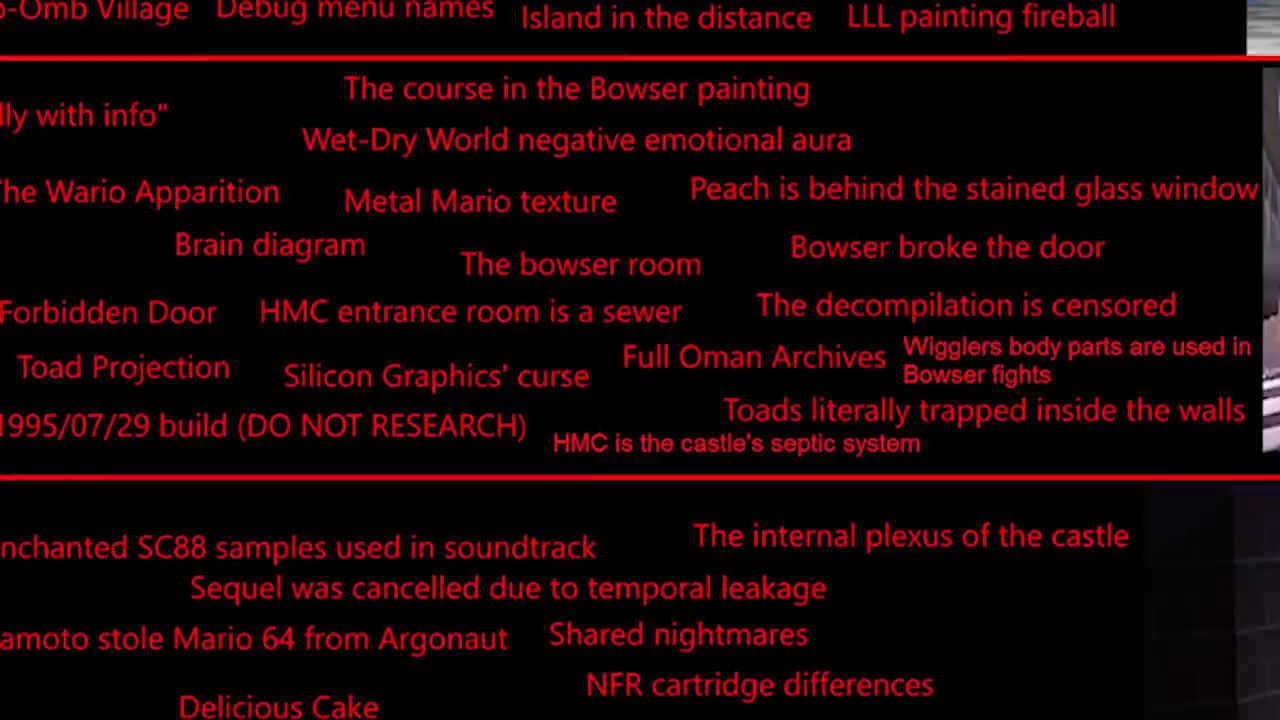 o-Omb Village Debug menu names Island in the distance LLL painting fireball
The course in the Bowser painting
lly with info"
Wet-Dry World negative emotional aura
The Wario Apparition Metal Mario texture Peach is behind the stained glass window
Brain diagram The bowser room Bowser broke the door
Forbidden Door HMC entrance room is a sewer The decompilation is censored
Toad Projection Silicon Graphics' curse Full Oman Archives Wigglers body parts are used in
Bowser fights
1995/07/29 build (DO NOT RESEARCH) Toads literally trapped inside the walls
HMC is the castle's septic system
nchanted SC88 samples used in soundtrack The internal plexus of the castle
Sequel was cancelled due to temporal leakage
amoto stole Mario 64 from Argonaut Shared nightmares
NFR cartridge differences
Delicious Cake